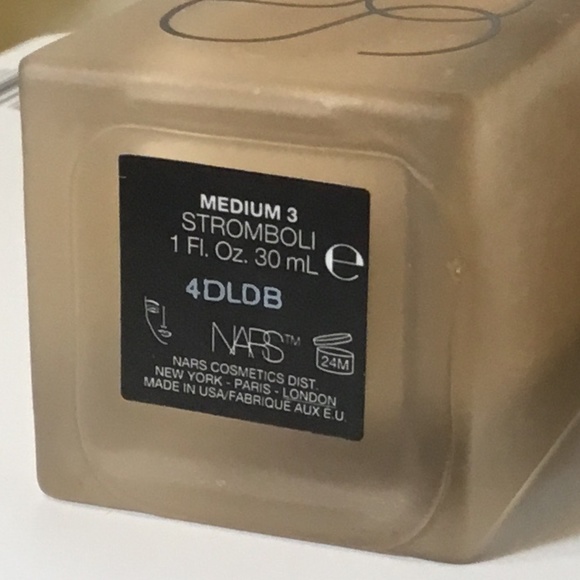 MEDIUM 3
STROMBOLI
1 Fl. Oz. 30 mL ℮
4DLDB
NARS™
24M
NARS COSMETICS DIST.
NEW YORK - PARIS - LONDON
MADE IN USA/FABRIQUÉ AUX É.U.